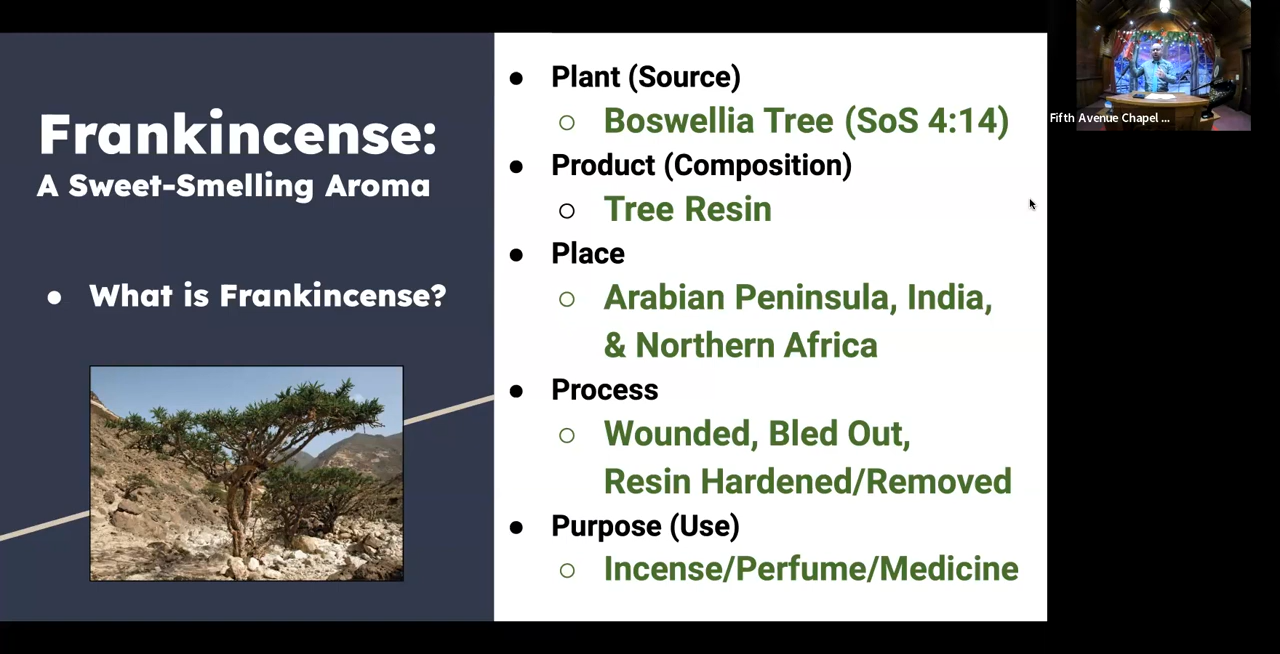 Frankincense:
A Sweet-Smelling Aroma
● What is Frankincense?
● Plant (Source)
○ Boswellia Tree (SoS 4:14)
● Product (Composition)
○ Tree Resin
● Place
○ Arabian Peninsula, India,
& Northern Africa
● Process
○ Wounded, Bled Out,
Resin Hardened/Removed
● Purpose (Use)
○ Incense/Perfume/Medicine
Fifth Avenue Chapel ...